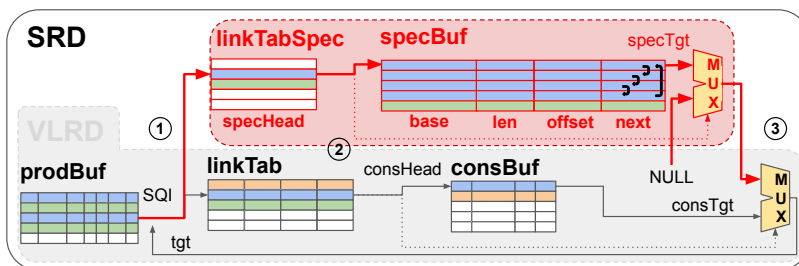 SRD
linkTabSpec
specBuf
specTgt
M
U
X
specHead
base
len
offset
next
VLRD
1
2
3
prodBuf
SQI
linkTab
consHead
consBuf
NULL
M
U
X
consTgt
tgt